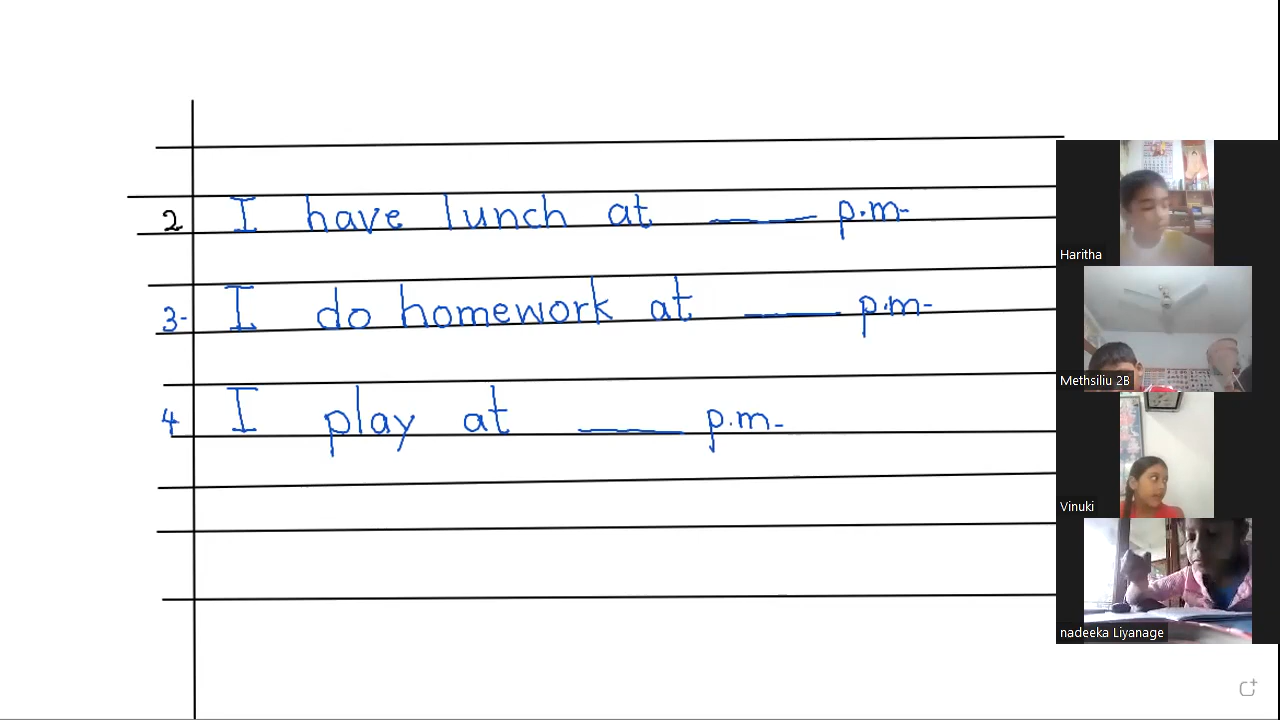 2 I have lunch at ____ p.m.
3. I do homework at ____ p.m.
4 I play at ____ p.m.
Haritha
Methsiliu 2B
Vinuki
nadeeka Liyanage